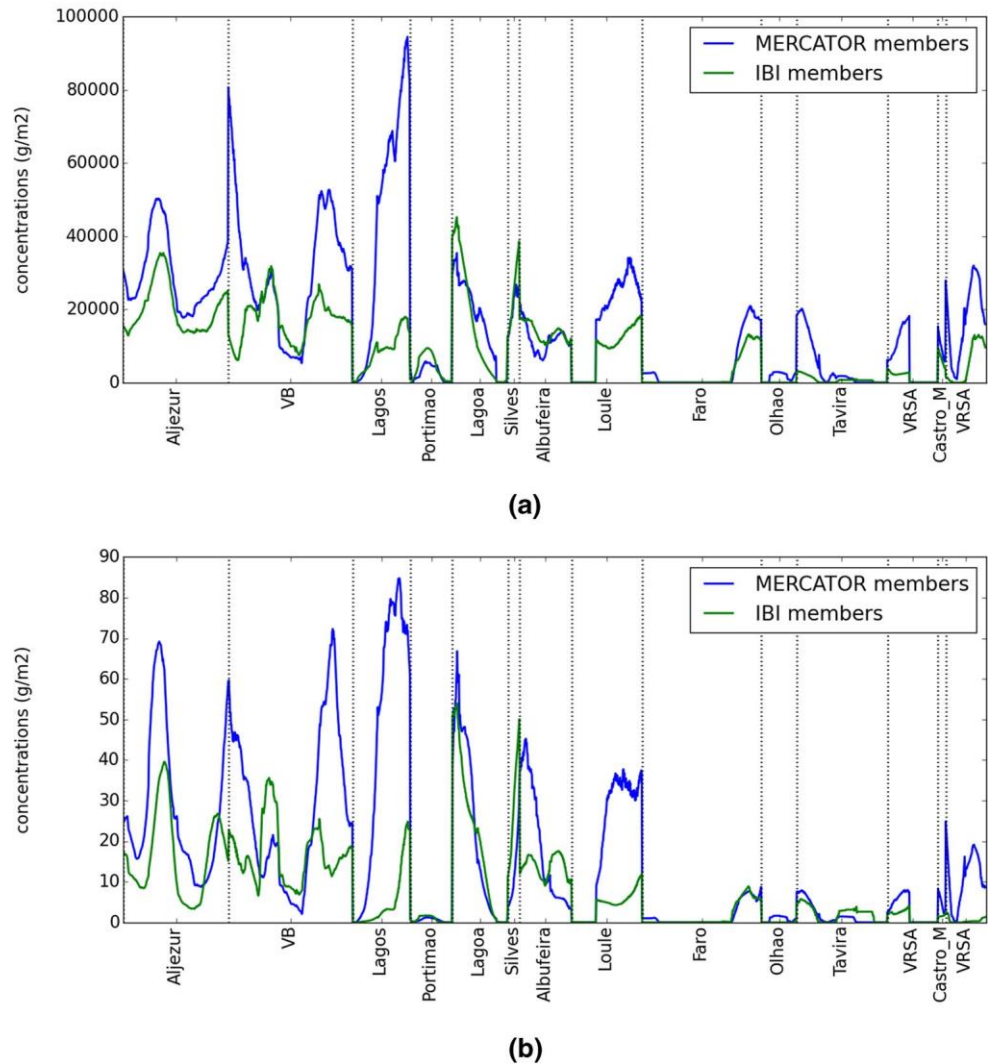 100000
80000
60000
40000
20000
0
concentrations (g/m2)
MERCATOR members
IBI members
Aljezur
VB
Lagos
Portimao
Lagoa
Silves
Albufeira
Loule
Faro
Olhao
Tavira
VRSA
Castro_M
VRSA
(a)
90
80
70
60
50
40
30
20
10
0
concentrations (g/m2)
MERCATOR members
IBI members
Aljezur
VB
Lagos
Portimao
Lagoa
Silves
Albufeira
Loule
Faro
Olhao
Tavira
VRSA
Castro_M
VRSA
(b)